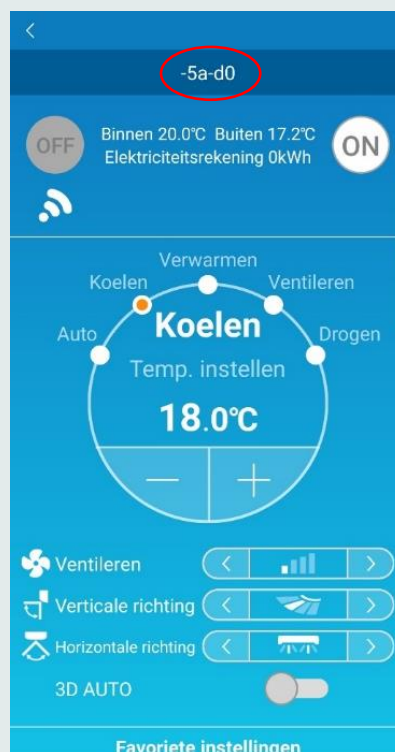 -5a-d0
OFF
Binnen 20.0°C Buiten 17.2°C
Elektriciteitsrekening 0kWh
ON
Verwarmen
Koelen
Ventileren
Auto
Koelen
Drogen
Temp. instellen
18.0°C
Ventileren
Verticale richting
Horizontale richting
3D AUTO
Favoriete instellingen